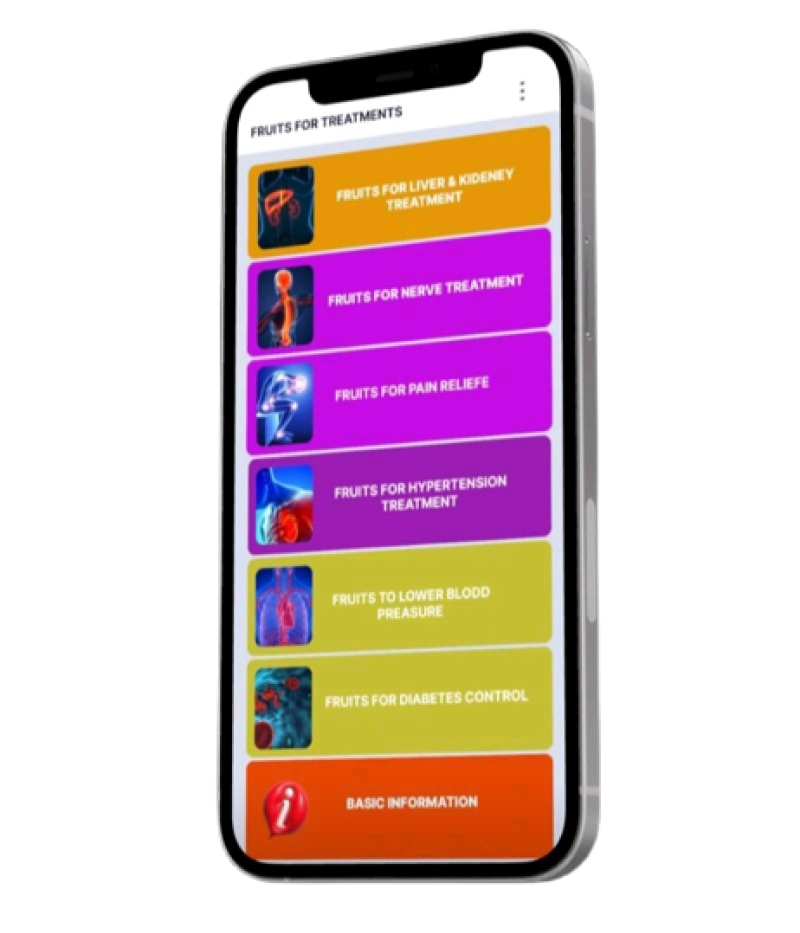 FRUITS FOR TREATMENTS
FRUITS FOR LIVER & KIDENEY
TREATMENT
FRUITS FOR NERVE TREATMENT
FRUITS FOR PAIN RELIEFE
FRUITS FOR HYPERTENSION
TREATMENT
FRUITS TO LOWER BLODD
PREASURE
FRUITS FOR DIABETES CONTROL
i
BASIC INFORMATION